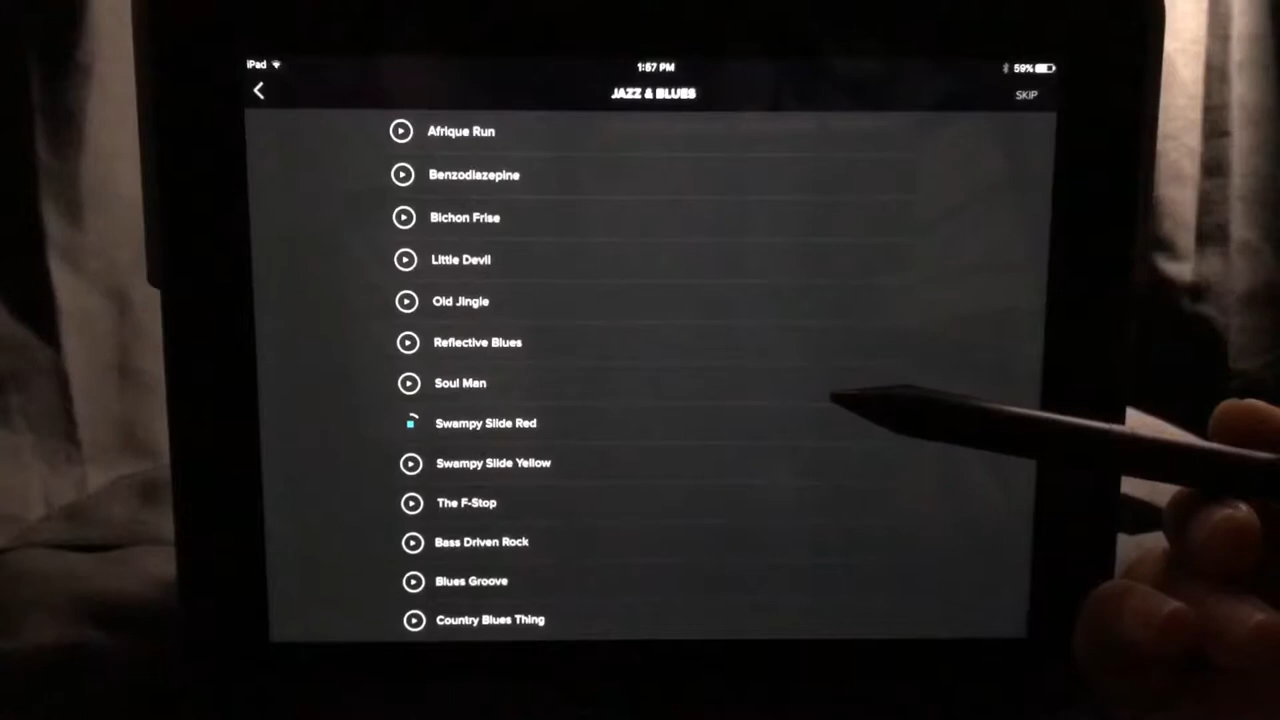 iPad
1:57 PM
59%
JAZZ & BLUES
SKIP
Afrique Run
Benzodiazepine
Bichon Frise
Little Devil
Old Jingle
Reflective Blues
Soul Man
Swampy Slide Red
Swampy Slide Yellow
The F-Stop
Bass Driven Rock
Blues Groove
Country Blues Thing